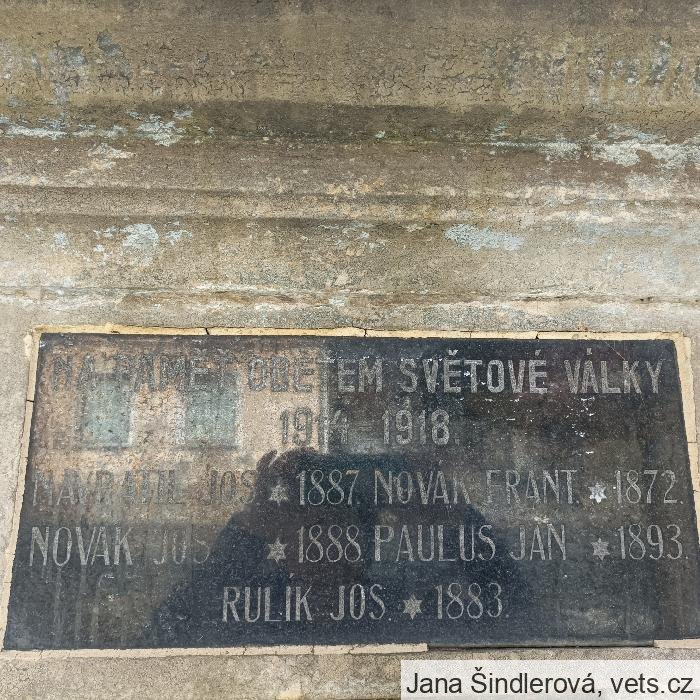 NA PAMĚŤ OBĚTEM SVĚTOVÉ VÁLKY
1914 - 1918.
NAVRÁTIL JOS. * 1887. NOVÁK FRANT. * 1872.
NOVÁK JOS. * 1888. PAULUS JAN * 1893.
RULÍK JOS. * 1883.
Jana Šindlerová, vets.cz